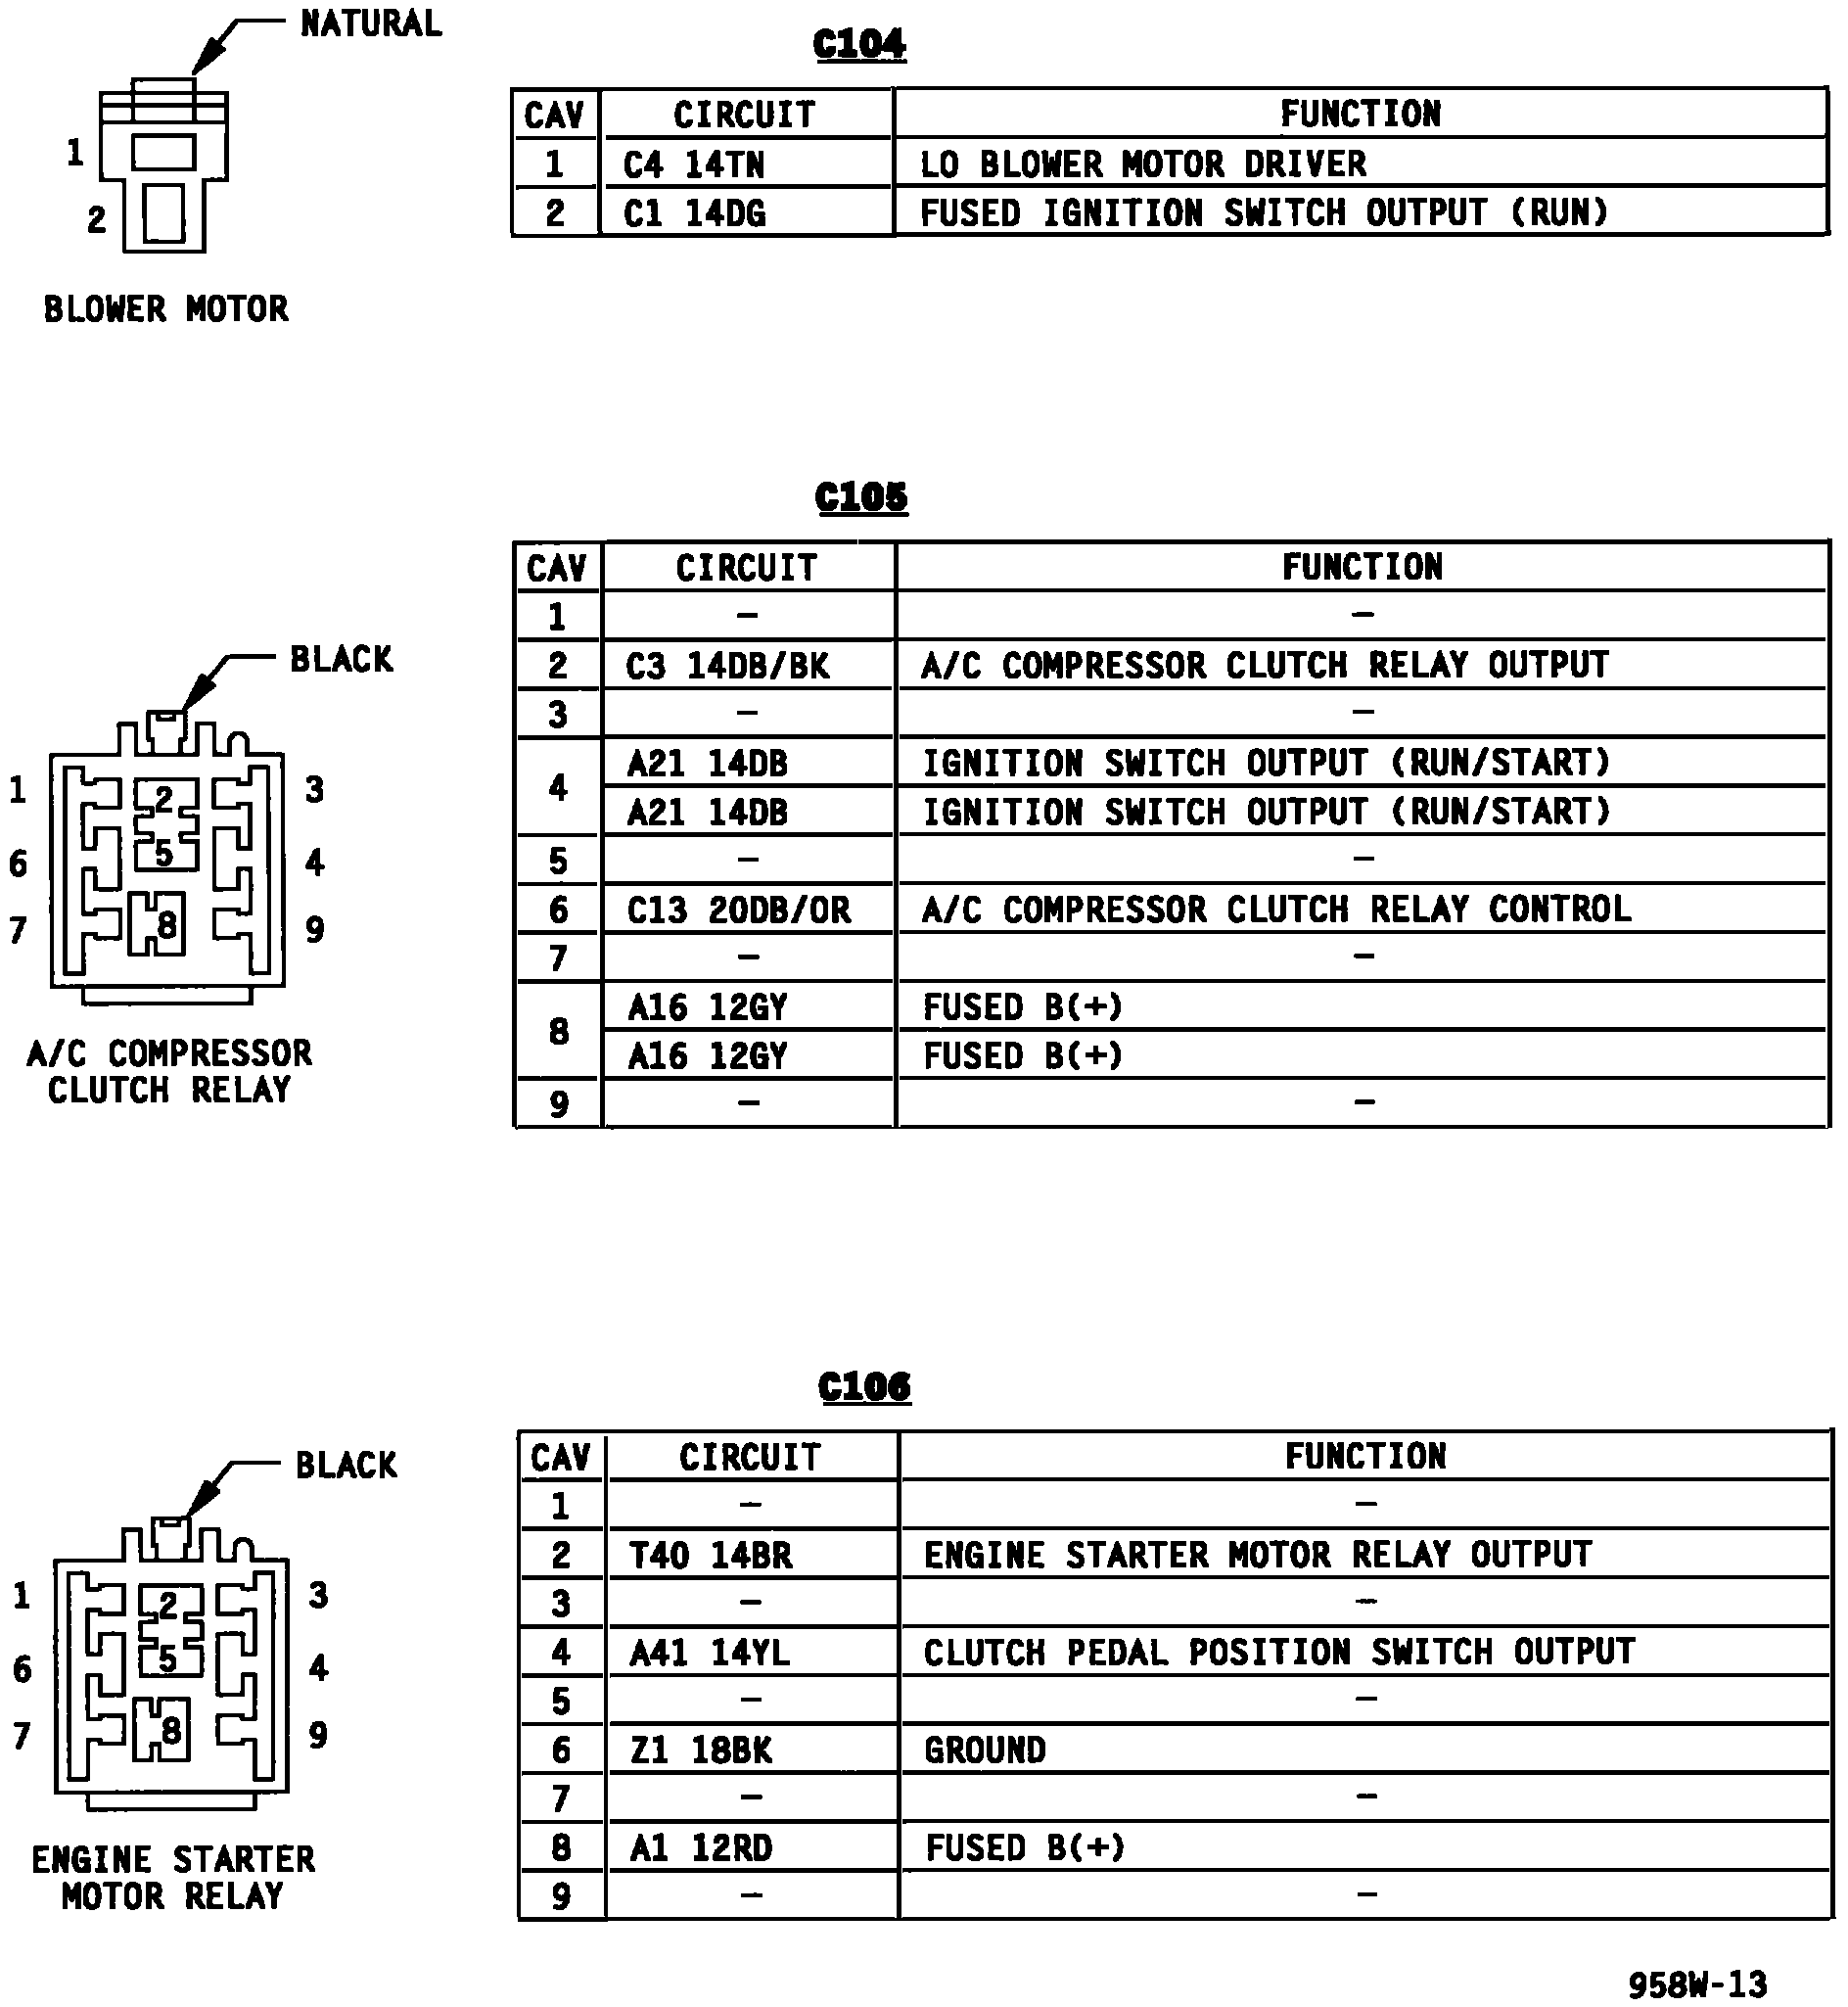 NATURAL
1
2
BLOWER MOTOR
C104
CAV CIRCUIT FUNCTION
1 C4 14TN LO BLOWER MOTOR DRIVER
2 C1 14DG FUSED IGNITION SWITCH OUTPUT (RUN)
BLACK
1 2 3
6 5 4
7 8 9
A/C COMPRESSOR
CLUTCH RELAY
C105
CAV CIRCUIT FUNCTION
1 – –
2 C3 14DB/BK A/C COMPRESSOR CLUTCH RELAY OUTPUT
3 – –
4 A21 14DB IGNITION SWITCH OUTPUT (RUN/START)
A21 14DB IGNITION SWITCH OUTPUT (RUN/START)
5 – –
6 C13 20DB/OR A/C COMPRESSOR CLUTCH RELAY CONTROL
7 – –
8 A16 12GY FUSED B(+)
A16 12GY FUSED B(+)
9 – –
BLACK
1 2 3
6 5 4
7 8 9
ENGINE STARTER
MOTOR RELAY
C106
CAV CIRCUIT FUNCTION
1 – –
2 T40 14BR ENGINE STARTER MOTOR RELAY OUTPUT
3 – –
4 A41 14YL CLUTCH PEDAL POSITION SWITCH OUTPUT
5 – –
6 Z1 18BK GROUND
7 – –
8 A1 12RD FUSED B(+)
9 – –
958W-13